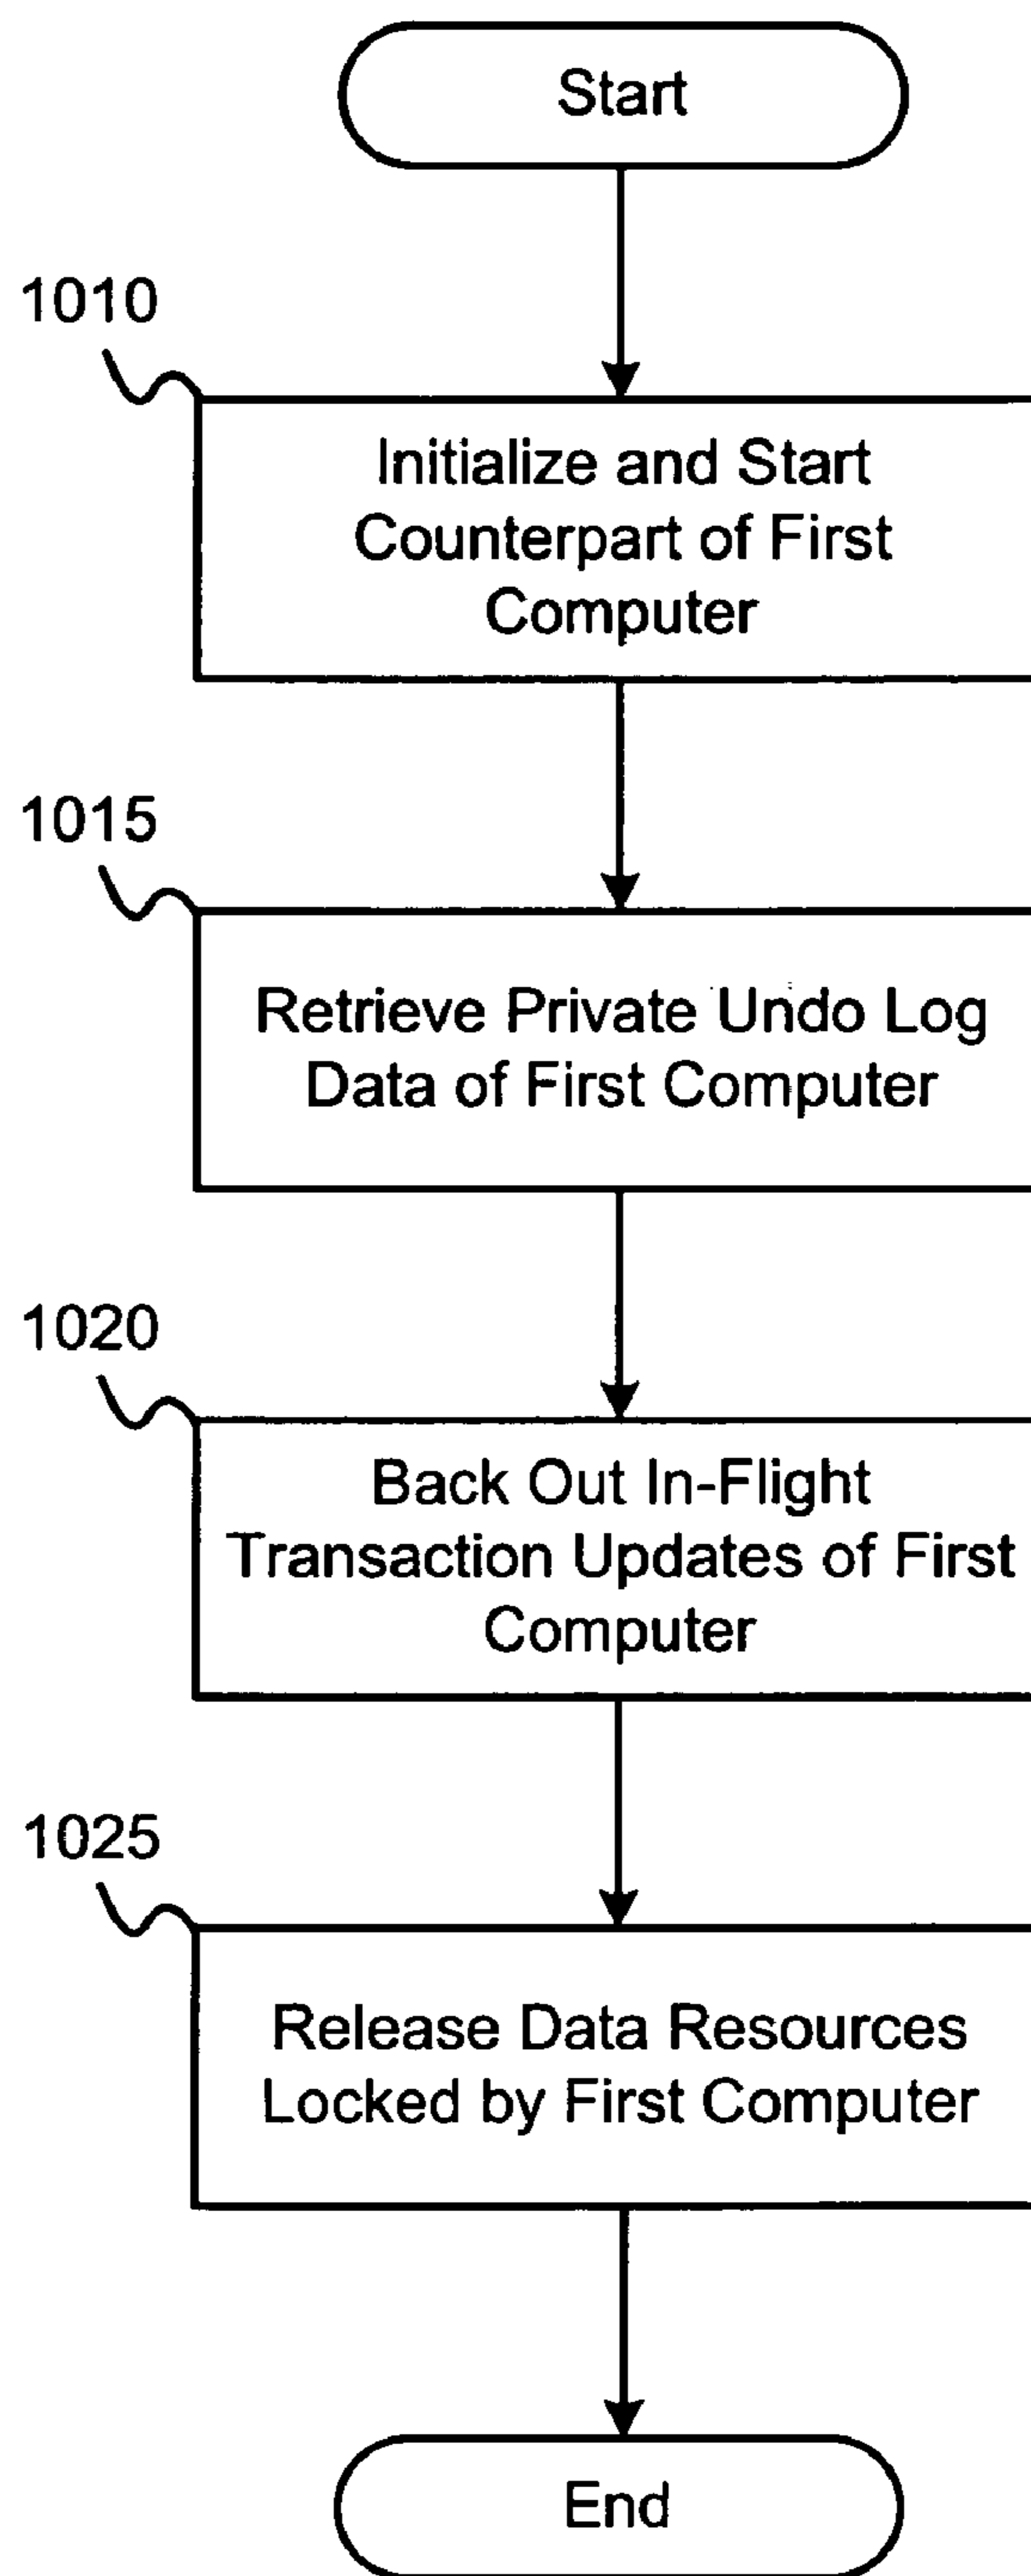 Start
1010
Initialize and Start
Counterpart of First
Computer
1015
Retrieve Private Undo Log
Data of First Computer
1020
Back Out In-Flight
Transaction Updates of First
Computer
1025
Release Data Resources
Locked by First Computer
End